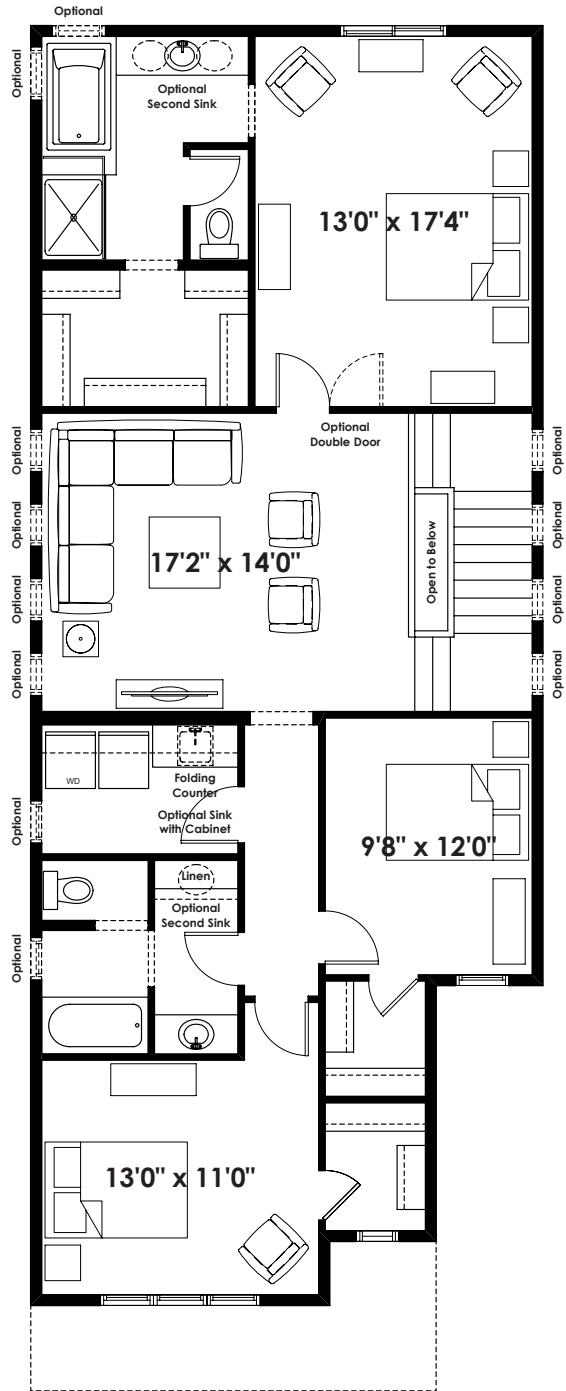 Optional
Optional
Optional
Second Sink
13'0" x 17'4"
Optional
Double Door
Optional
Optional
Optional
Optional
17'2" x 14'0"
Open to Below
Optional
Optional
Optional
Optional
WD
Folding
Counter
Optional Sink
with Cabinet
Optional
9'8" x 12'0"
Linen
Optional
Second Sink
Optional
13'0" x 11'0"